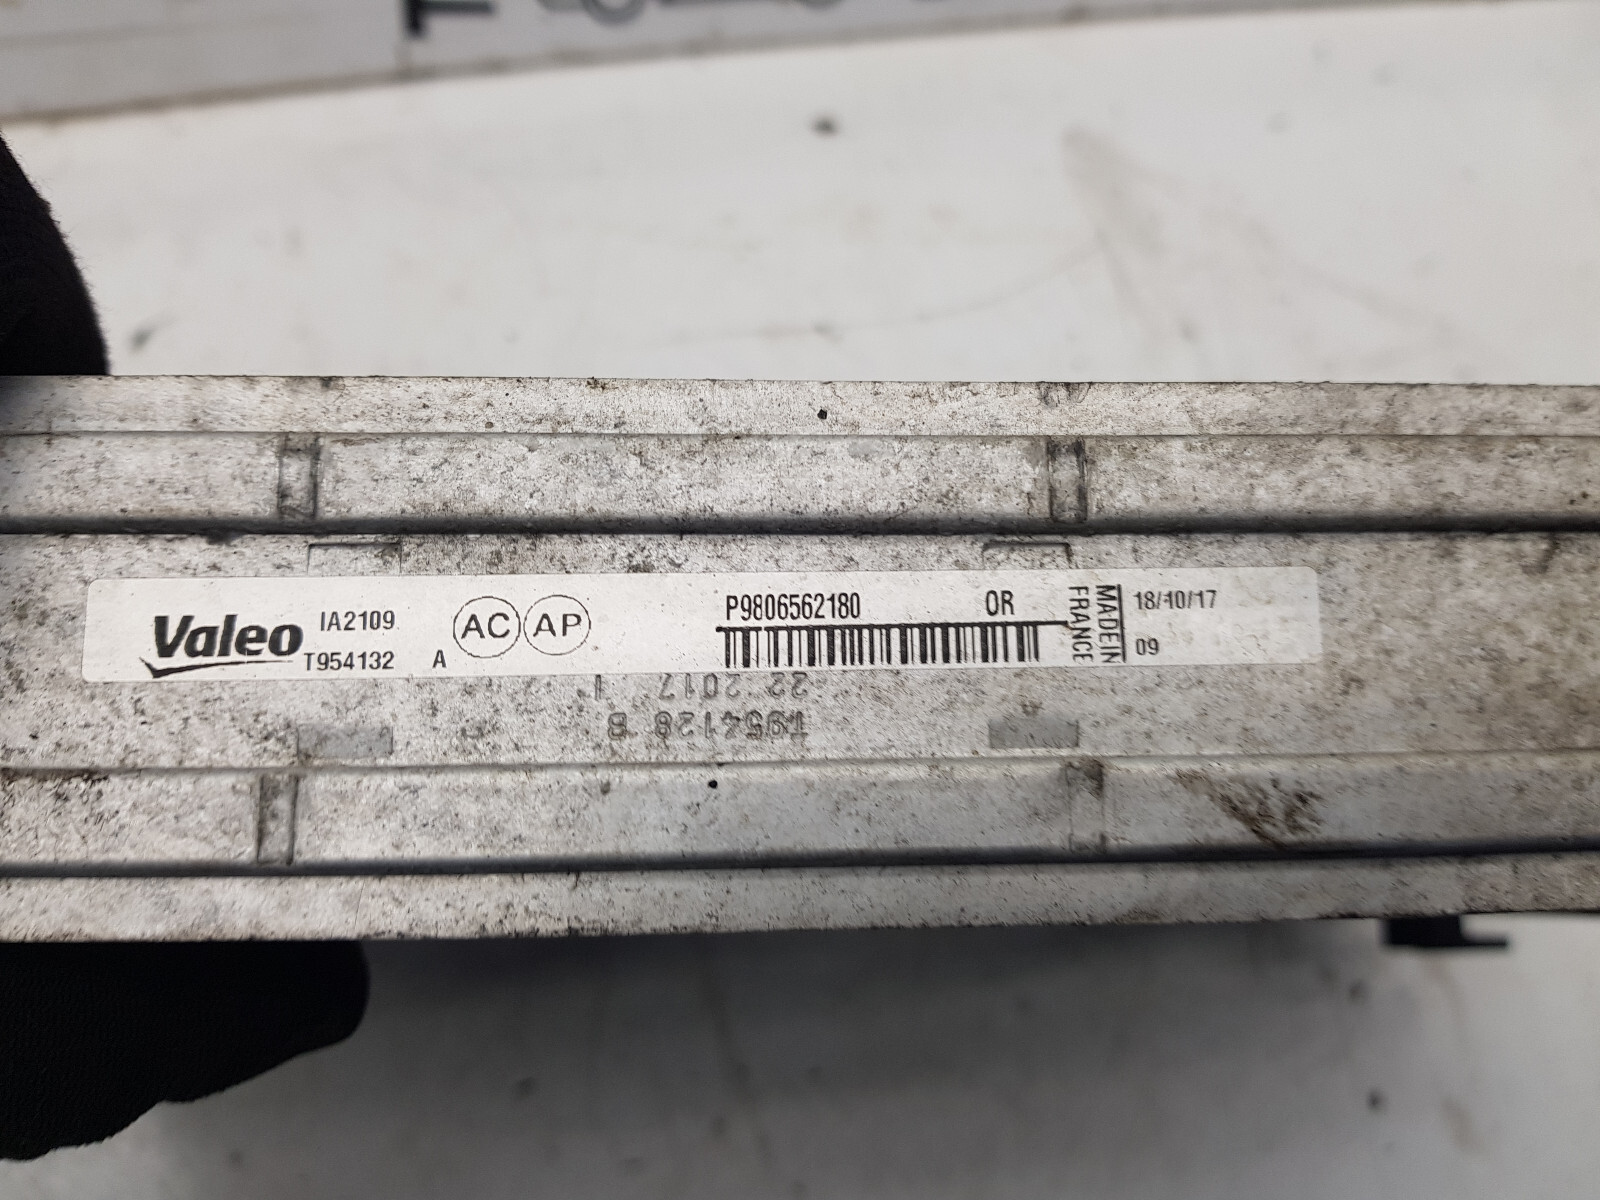 Valeo
IA2109
T954132 A
AC AP
P9806562180 OR
MADE IN
FRANCE
18/10/17
09
T954128 B
22 2017 1